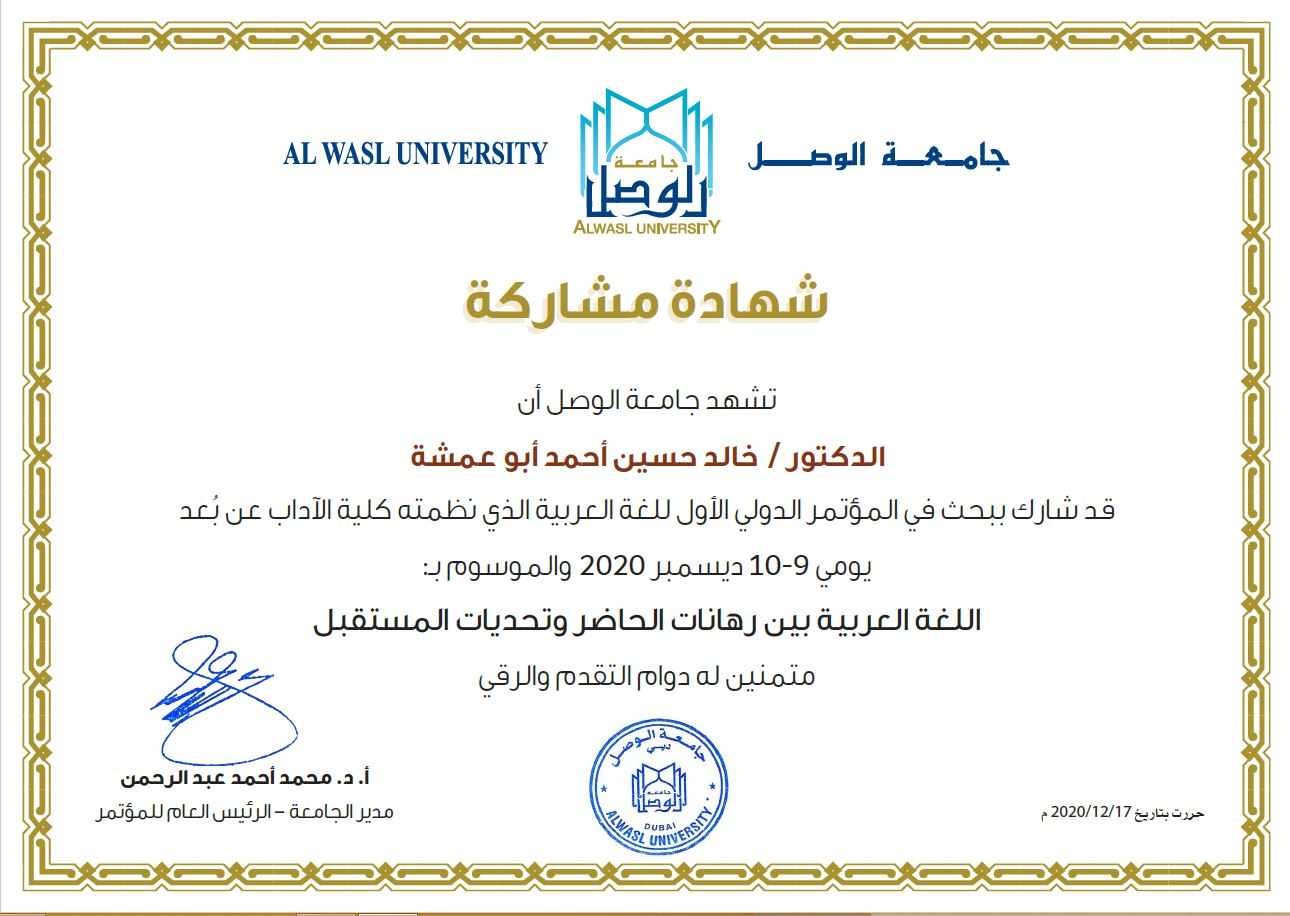 AL WASL UNIVERSITY
جامعة الوصل
جامعة
الوصل
ALWASL UNIVERSITY
شهادة مشاركة
تشهد جامعة الوصل أن
الدكتور / خالد حسين أحمد أبو عمشة
قد شارك ببحث في المؤتمر الدولي الأول للغة العربية الذي نظمته كلية الآداب عن بُعد
يومي 9-10 ديسمبر 2020 والموسوم بـ:
اللغة العربية بين رهانات الحاضر وتحديات المستقبل
متمنين له دوام التقدم والرقي
أ. د. محمد أحمد عبد الرحمن
مدير الجامعة – الرئيس العام للمؤتمر
جامعة الوصل
دبي
جامعة
الوصل
DUBAI
ALWASL UNIVERSITY
حررت بتاريخ 2020/12/17 م